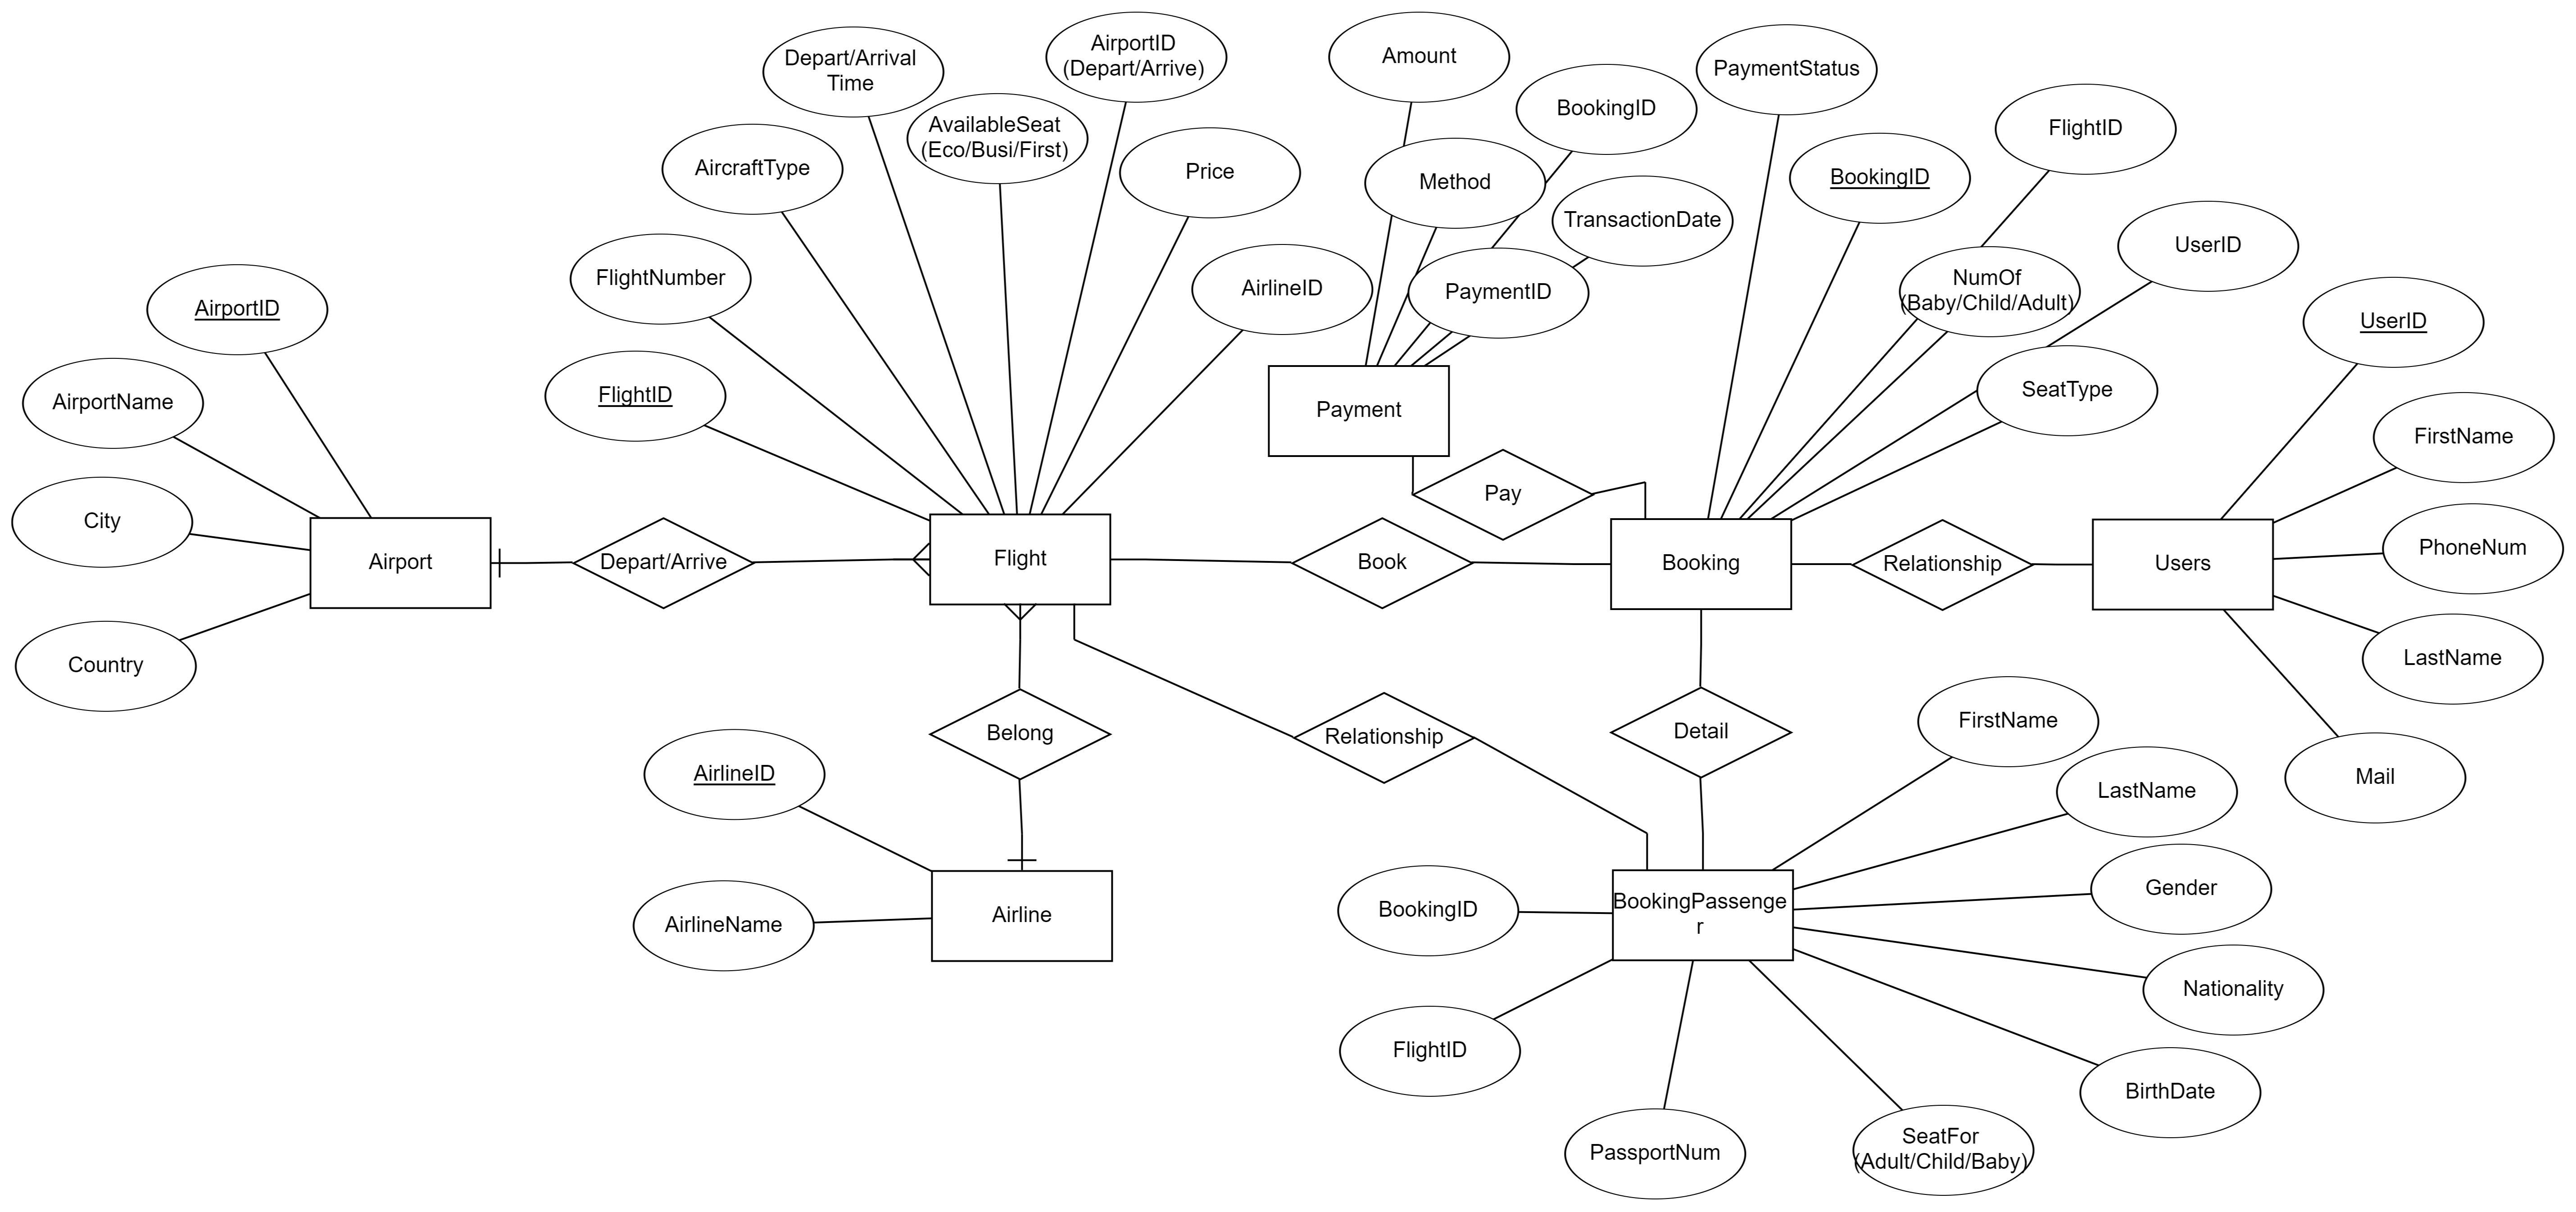 Depart/Arrival
Time
AirportID
(Depart/Arrive)
Amount
PaymentStatus
BookingID
AvailableSeat
(Eco/Busi/First)
FlightID
AircraftType
Price
Method
BookingID
TransactionDate
UserID
FlightNumber
AirlineID
PaymentID
NumOf
(Baby/Child/Adult)
AirportID
UserID
FlightID
SeatType
AirportName
Payment
FirstName
City
Pay
Airport
Depart/Arrive
Flight
Book
Booking
Relationship
Users
PhoneNum
Country
LastName
Belong
Relationship
Detail
FirstName
AirlineID
LastName
Mail
AirlineName
Airline
BookingID
BookingPassenge
r
Gender
Nationality
FlightID
BirthDate
PassportNum
SeatFor
(Adult/Child/Baby)